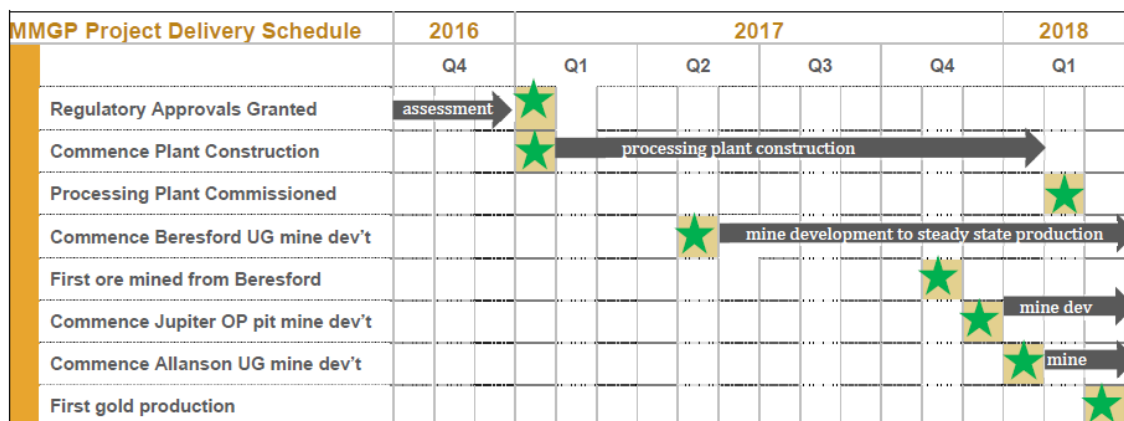 MMGP Project Delivery Schedule 2016 2017 2018
Q4 Q1 Q2 Q3 Q4 Q1
Regulatory Approvals Granted assessment
Commence Plant Construction processing plant construction
Processing Plant Commissioned
Commence Beresford UG mine dev't mine development to steady state production
First ore mined from Beresford
Commence Jupiter OP pit mine dev't mine dev
Commence Allanson UG mine dev't mine
First gold production